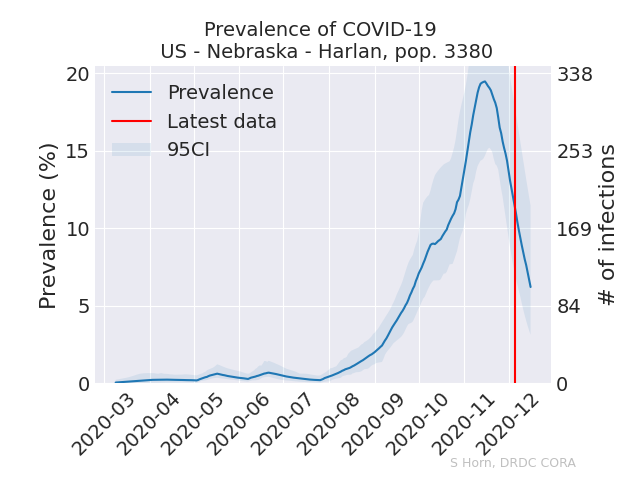 Prevalence of COVID-19
US - Nebraska - Harlan, pop. 3380
Prevalence
Latest data
95CI
Prevalence (%)
20
15
10
5
0
338
253
169
84
0
# of infections
2020-03
2020-04
2020-05
2020-06
2020-07
2020-08
2020-09
2020-10
2020-11
2020-12
S Horn, DRDC CORA